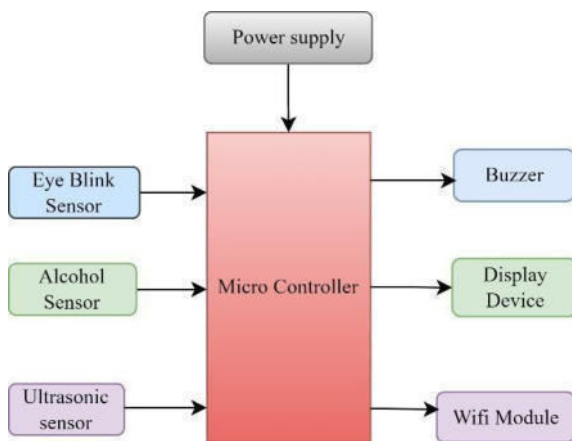 Power supply
Eye Blink
Sensor
Alcohol
Sensor
Ultrasonic
sensor
Micro Controller
Buzzer
Display
Device
Wifi Module